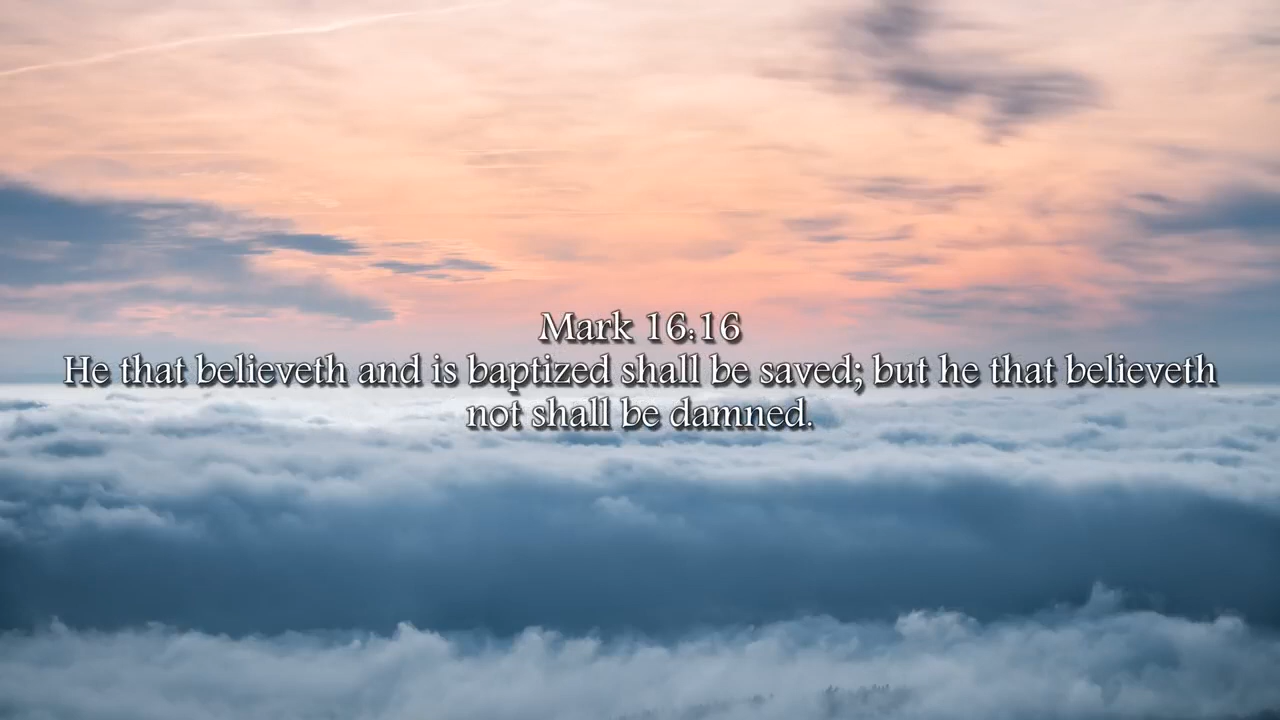 Mark 16:16
He that believeth and is baptized shall be saved; but he that believeth
not shall be damned.